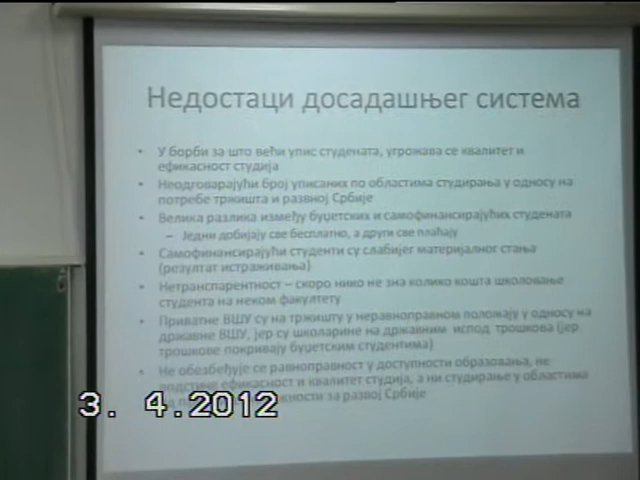 Недостаци досадашњег система
• У борби за што већи упис студената, угрожава се квалитет и
ефикасност студија
• Неодговарајући број уписаних по областима студирања у односу на
потребе тржишта и развој Србије
• Велика разлика између буџетских и самофинансирајућих студената
– Једни добијају све бесплатно, а други све плаћају
• Самофинансирајући студенти су слабијег материјалног стања
(резултат истраживања)
• Нетранспарентност – скоро нико не зна колико кошта школовање
студента на неком факултету
• Приватне ВШУ су на тржишту у неравноправном положају у односу на
државне ВШУ, јер су школарине на државним испод трошкова (јер
трошкове покривају буџетским студентима)
• Не обезбеђује се равноправност у доступности образовања, не
подстиче ефикасност и квалитет студија, а ни студирање у областима
за развој Србије
3. 4.2012